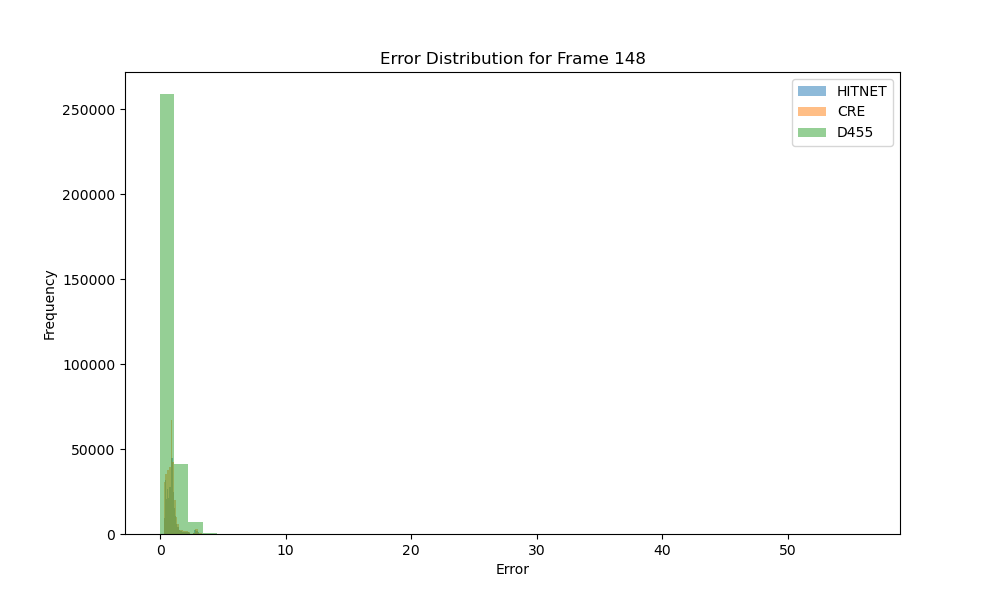 Error Distribution for Frame 148
HITNET
CRE
D455
250000
200000
150000
100000
50000
0
Frequency
0 10 20 30 40 50
Error